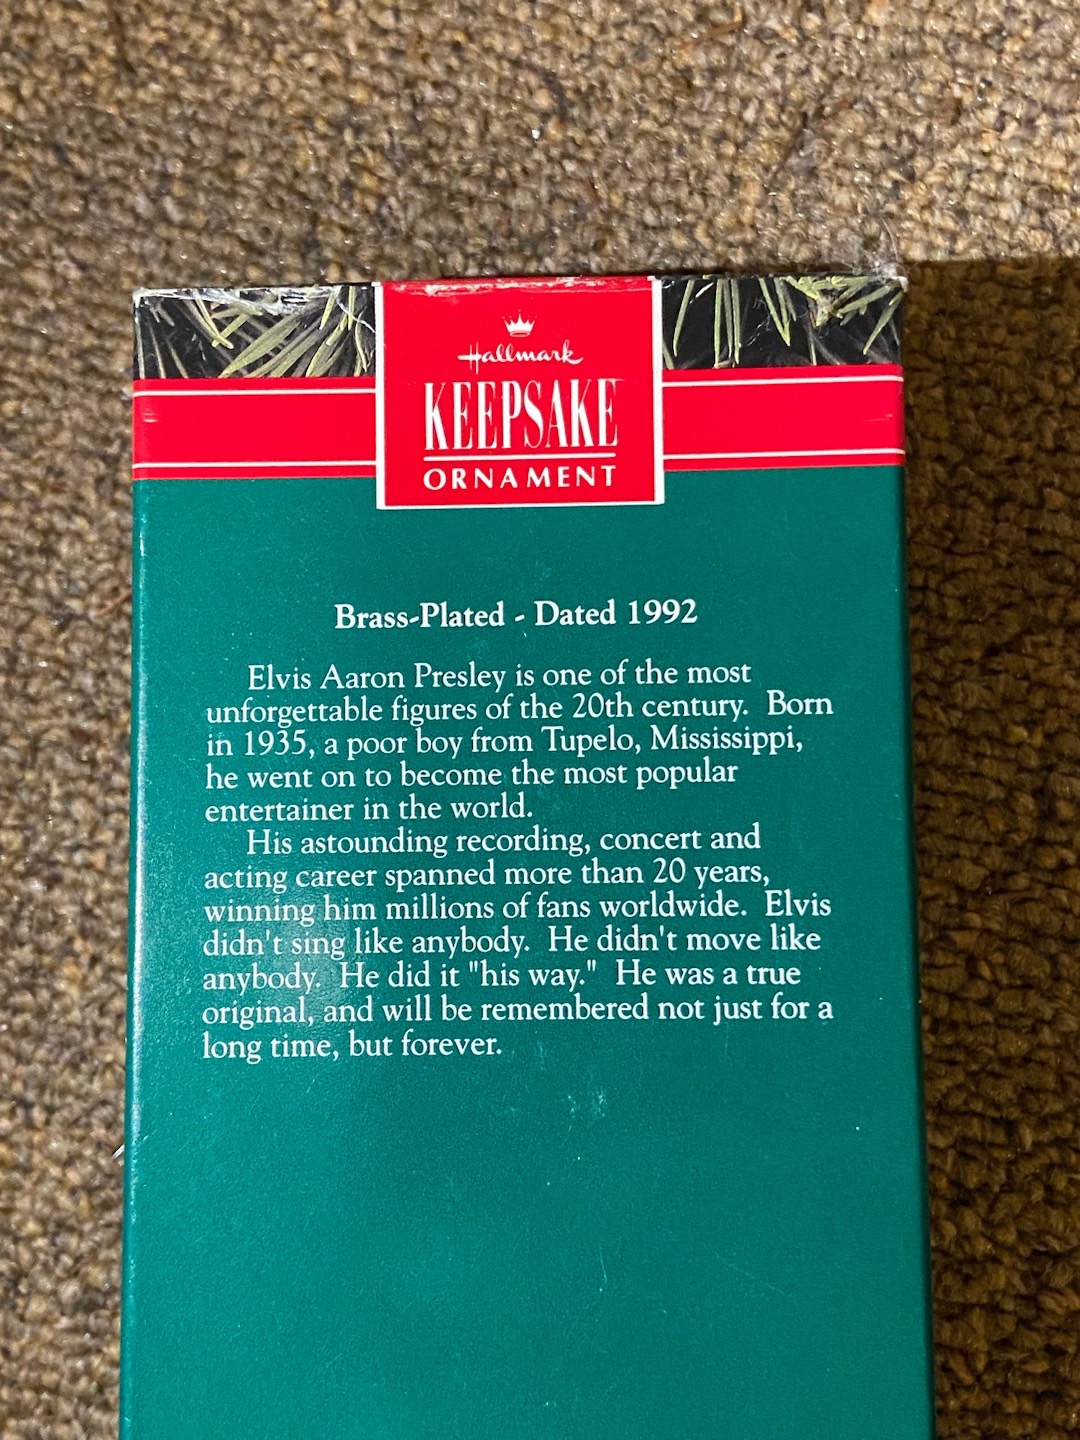 Hallmark
KEEPSAKE
ORNAMENT
Brass-Plated - Dated 1992
Elvis Aaron Presley is one of the most
unforgettable figures of the 20th century. Born
in 1935, a poor boy from Tupelo, Mississippi,
he went on to become the most popular
entertainer in the world.
His astounding recording, concert and
acting career spanned more than 20 years,
winning him millions of fans worldwide. Elvis
didn't sing like anybody. He didn't move like
anybody. He did it "his way." He was a true
original, and will be remembered not just for a
long time, but forever.